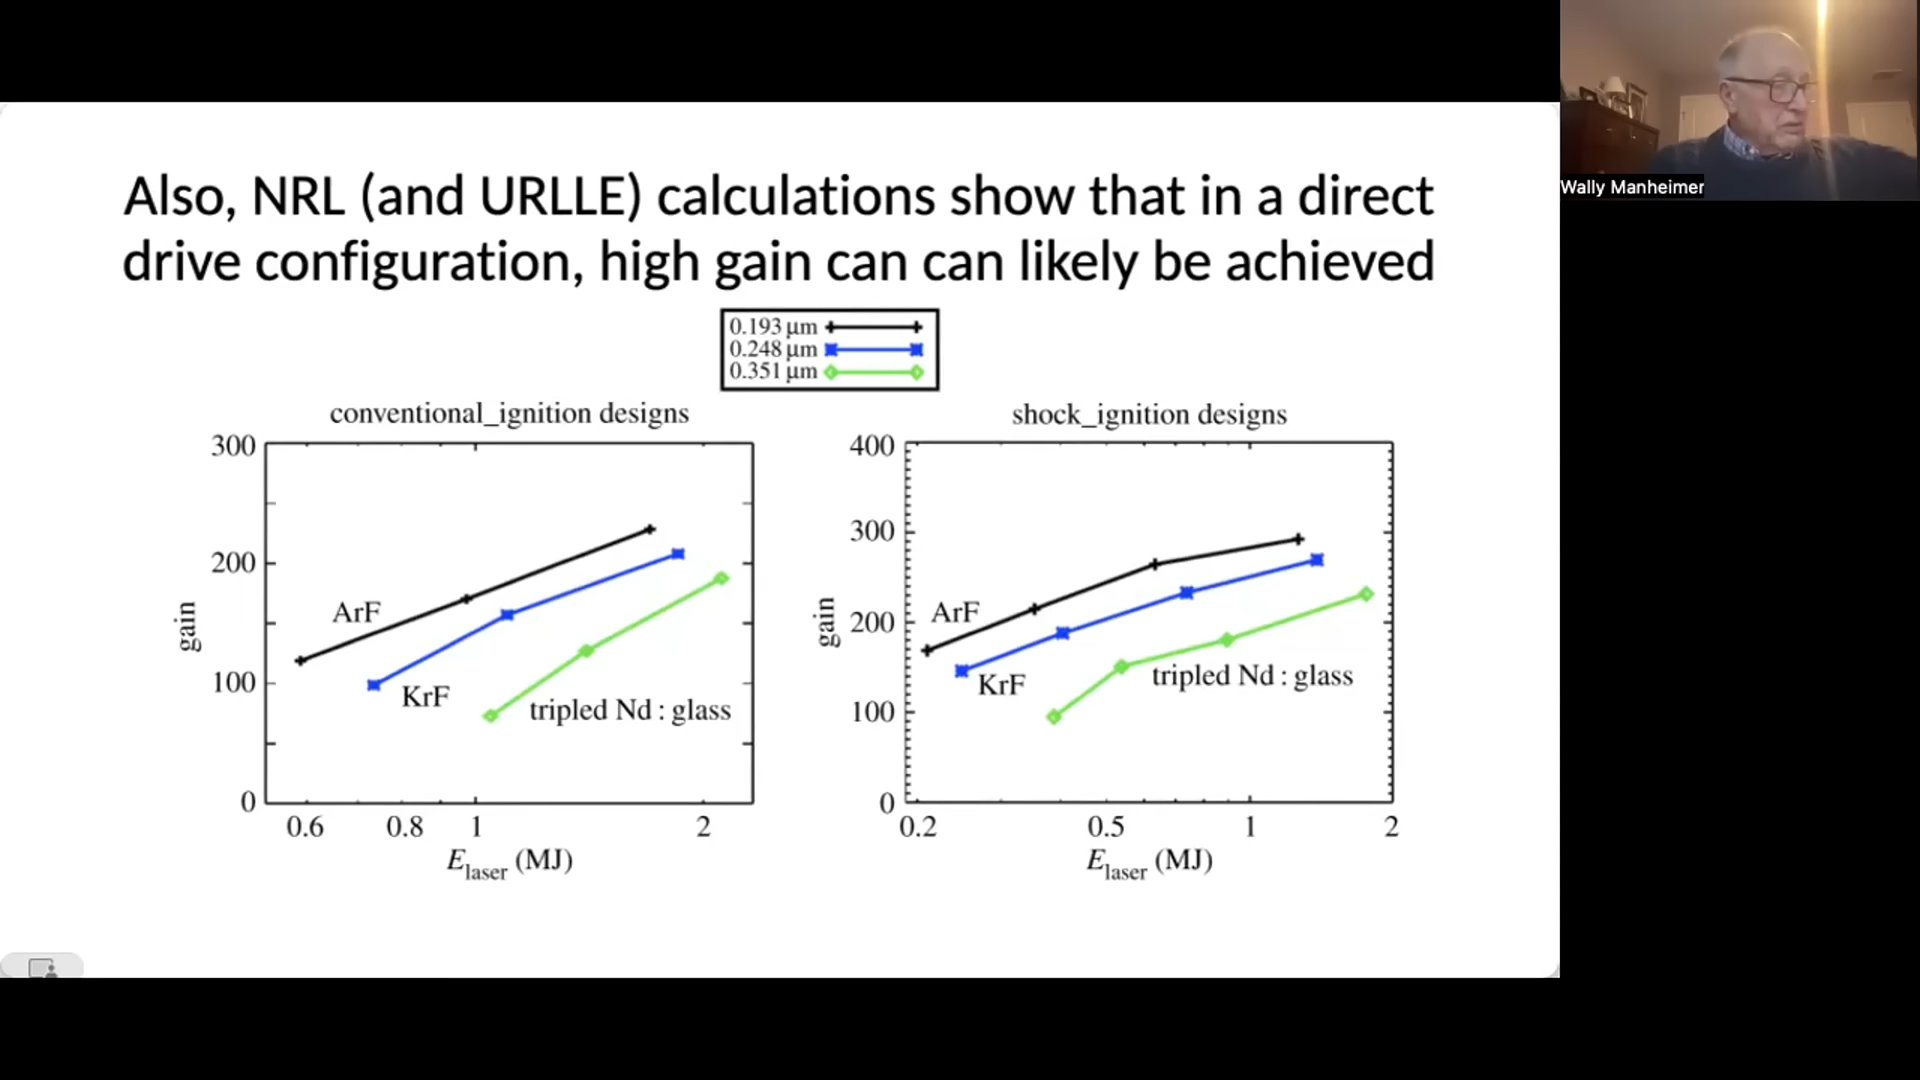 Wally Manheimer
Also, NRL (and URLLE) calculations show that in a direct
drive configuration, high gain can can likely be achieved
0.193 µm
0.248 µm
0.351 µm
conventional_ignition designs
300
200
100
0
gain
ArF
KrF
tripled Nd : glass
0.6 0.8 1 2
E laser (MJ)
shock_ignition designs
400
300
200
100
0
gain
ArF
KrF
tripled Nd : glass
0.2 0.5 1 2
E laser (MJ)